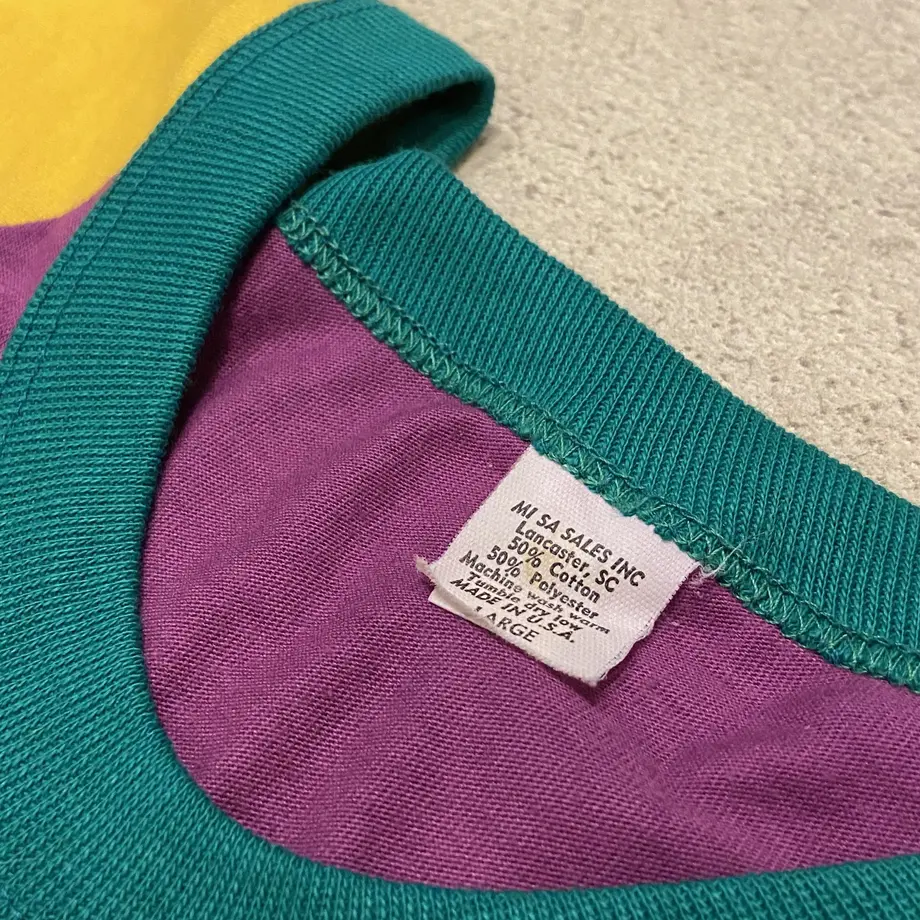 MI SA SALES INC
Lancaster, SC
50% Cotton
50% Polyester
Machine wash warm
Tumble dry low
MADE IN U.S.A.
LARGE